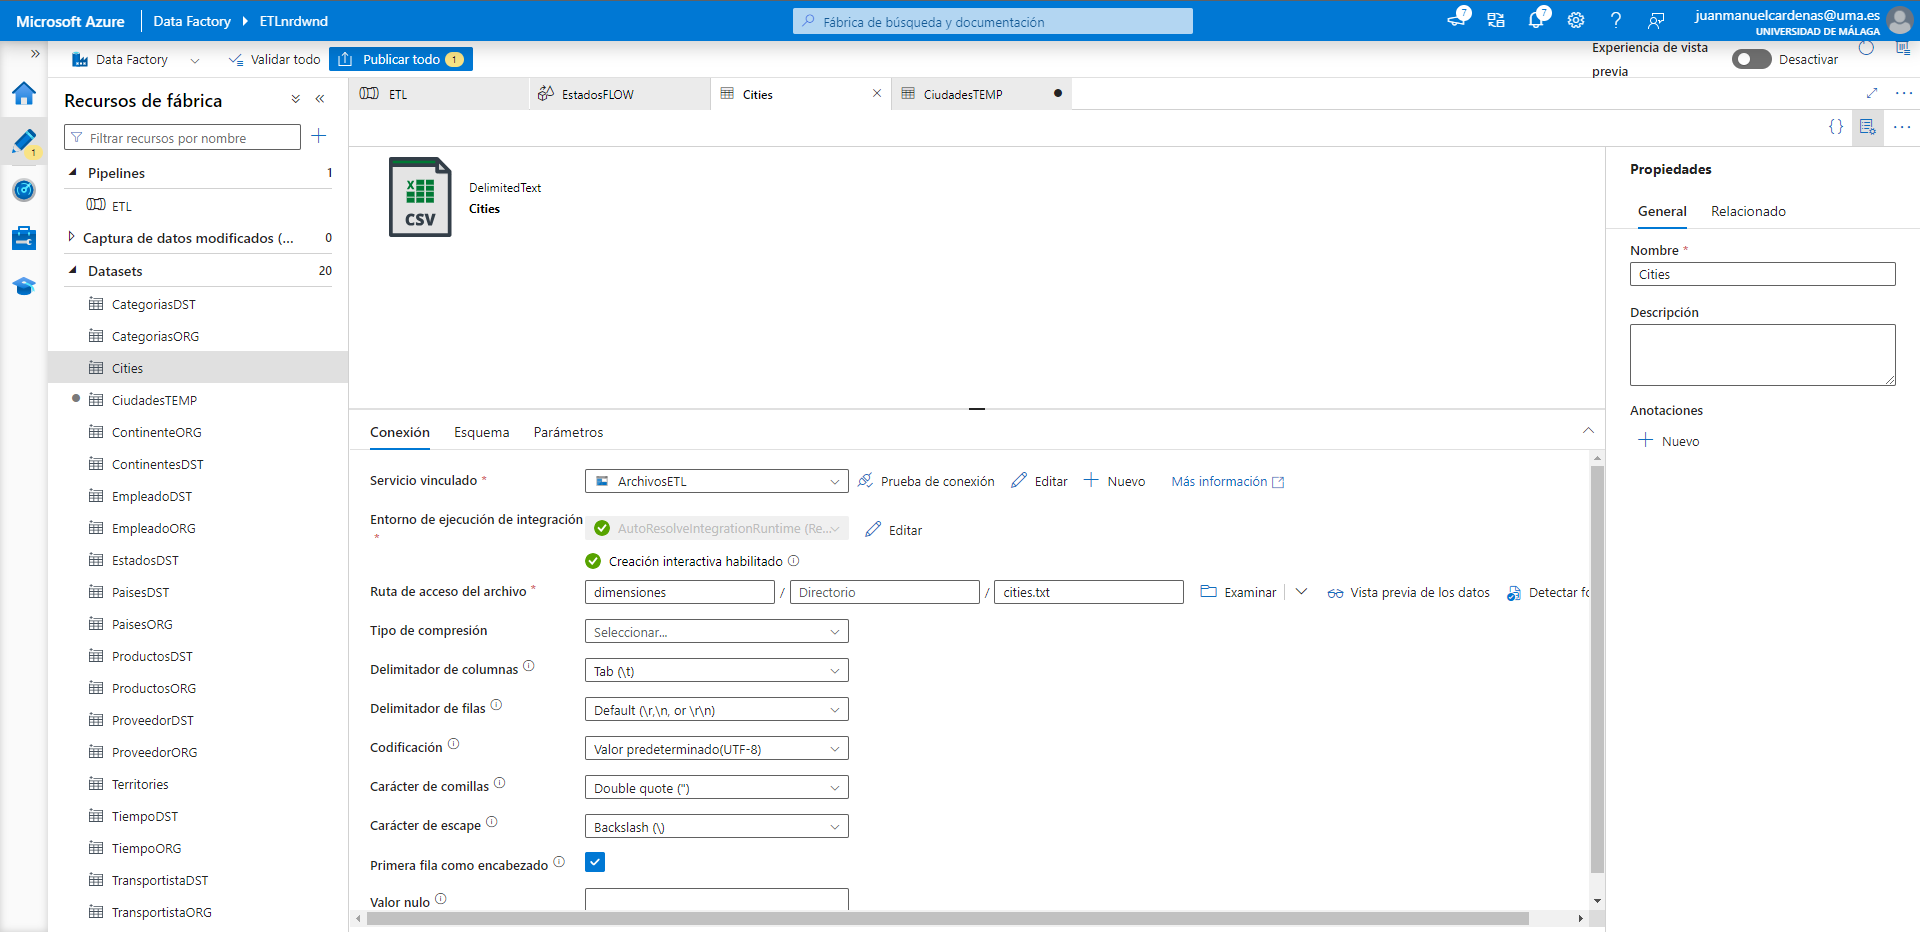 Microsoft Azure
Data Factory
ETLnrdwnd
Fábrica de búsqueda y documentación
7
7
juanmanuelcardenas@uma.es
UNIVERSIDAD DE MÁLAGA
Data Factory
Validar todo
Publicar todo
1
Experiencia de vista
previa
Desactivar
1
Recursos de fábrica
Filtrar recursos por nombre
Pipelines
1
ETL
Captura de datos modificados (...
0
Datasets
20
CategoriasDST
CategoriasORG
Cities
CiudadesTEMP
ContinenteORG
ContinentesDST
EmpleadoDST
EmpleadoORG
EstadosDST
PaisesDST
PaisesORG
ProductosDST
ProductosORG
ProveedorDST
ProveedorORG
Territories
TiempoDST
TiempoORG
TransportistaDST
TransportistaORG
ETL
EstadosFLOW
Cities
CiudadesTEMP
CSV
DelimitedText
Cities
Conexión
Esquema
Parámetros
Servicio vinculado *
ArchivosETL
Prueba de conexión
Editar
Nuevo
Más información
Entorno de ejecución de integración
*
AutoResolveIntegrationRuntime (Re...
Editar
Creación interactiva habilitado
Ruta de acceso del archivo *
dimensiones
/
Directorio
/
cities.txt
Examinar
Vista previa de los datos
Detectar fo
Tipo de compresión
Seleccionar...
Delimitador de columnas
Tab (\t)
Delimitador de filas
Default (\r,\n, or \r\n)
Codificación
Valor predeterminado(UTF-8)
Carácter de comillas
Double quote (")
Carácter de escape
Backslash (\)
Primera fila como encabezado
Valor nulo
Propiedades
General
Relacionado
Nombre *
Cities
Descripción
Anotaciones
Nuevo